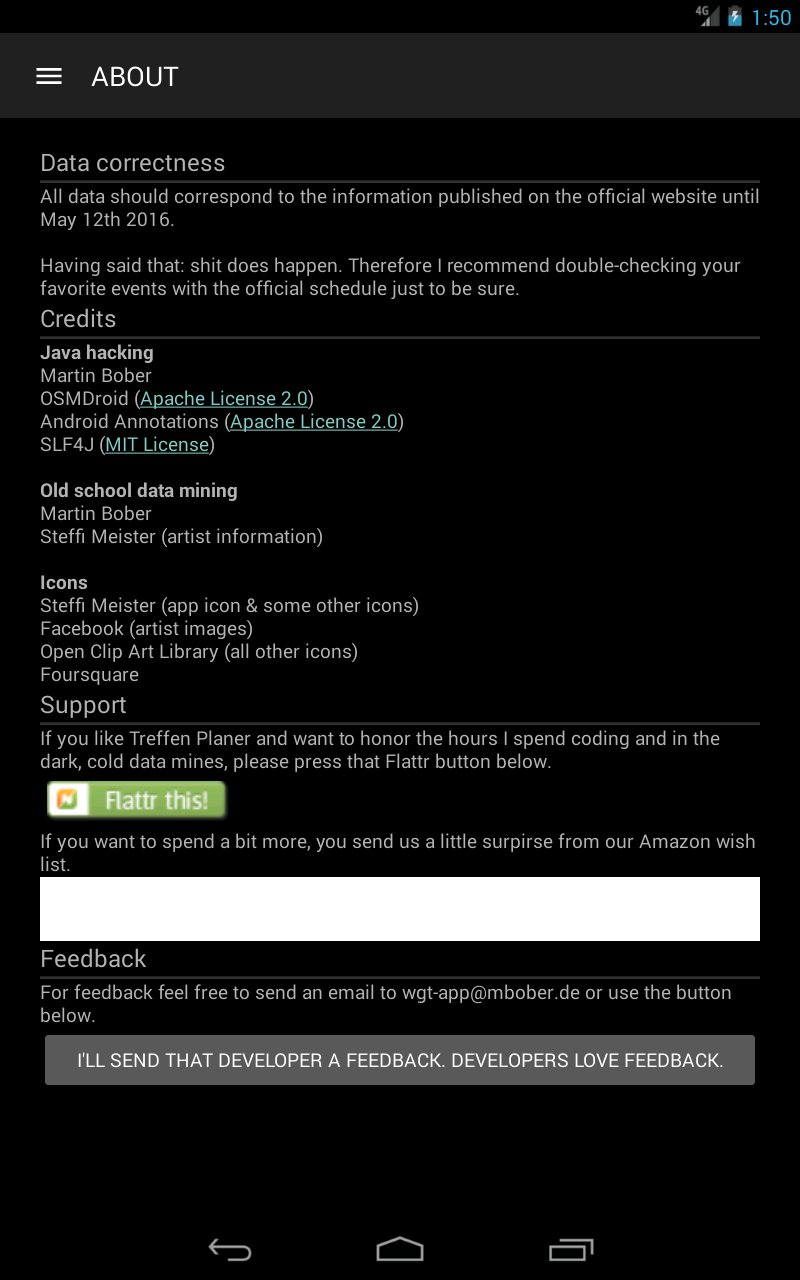 4G 1:50
ABOUT
Data correctness
All data should correspond to the information published on the official website until
May 12th 2016.
Having said that: shit does happen. Therefore I recommend double-checking your
favorite events with the official schedule just to be sure.
Credits
Java hacking
Martin Bober
OSMDroid (Apache License 2.0)
Android Annotations (Apache License 2.0)
SLF4J (MIT License)
Old school data mining
Martin Bober
Steffi Meister (artist information)
Icons
Steffi Meister (app icon & some other icons)
Facebook (artist images)
Open Clip Art Library (all other icons)
Foursquare
Support
If you like Treffen Planer and want to honor the hours I spend coding and in the
dark, cold data mines, please press that Flattr button below.
Flattr this!
If you want to spend a bit more, you send us a little surpirse from our Amazon wish
list.
Feedback
For feedback feel free to send an email to wgt-app@mbober.de or use the button
below.
I'LL SEND THAT DEVELOPER A FEEDBACK. DEVELOPERS LOVE FEEDBACK.